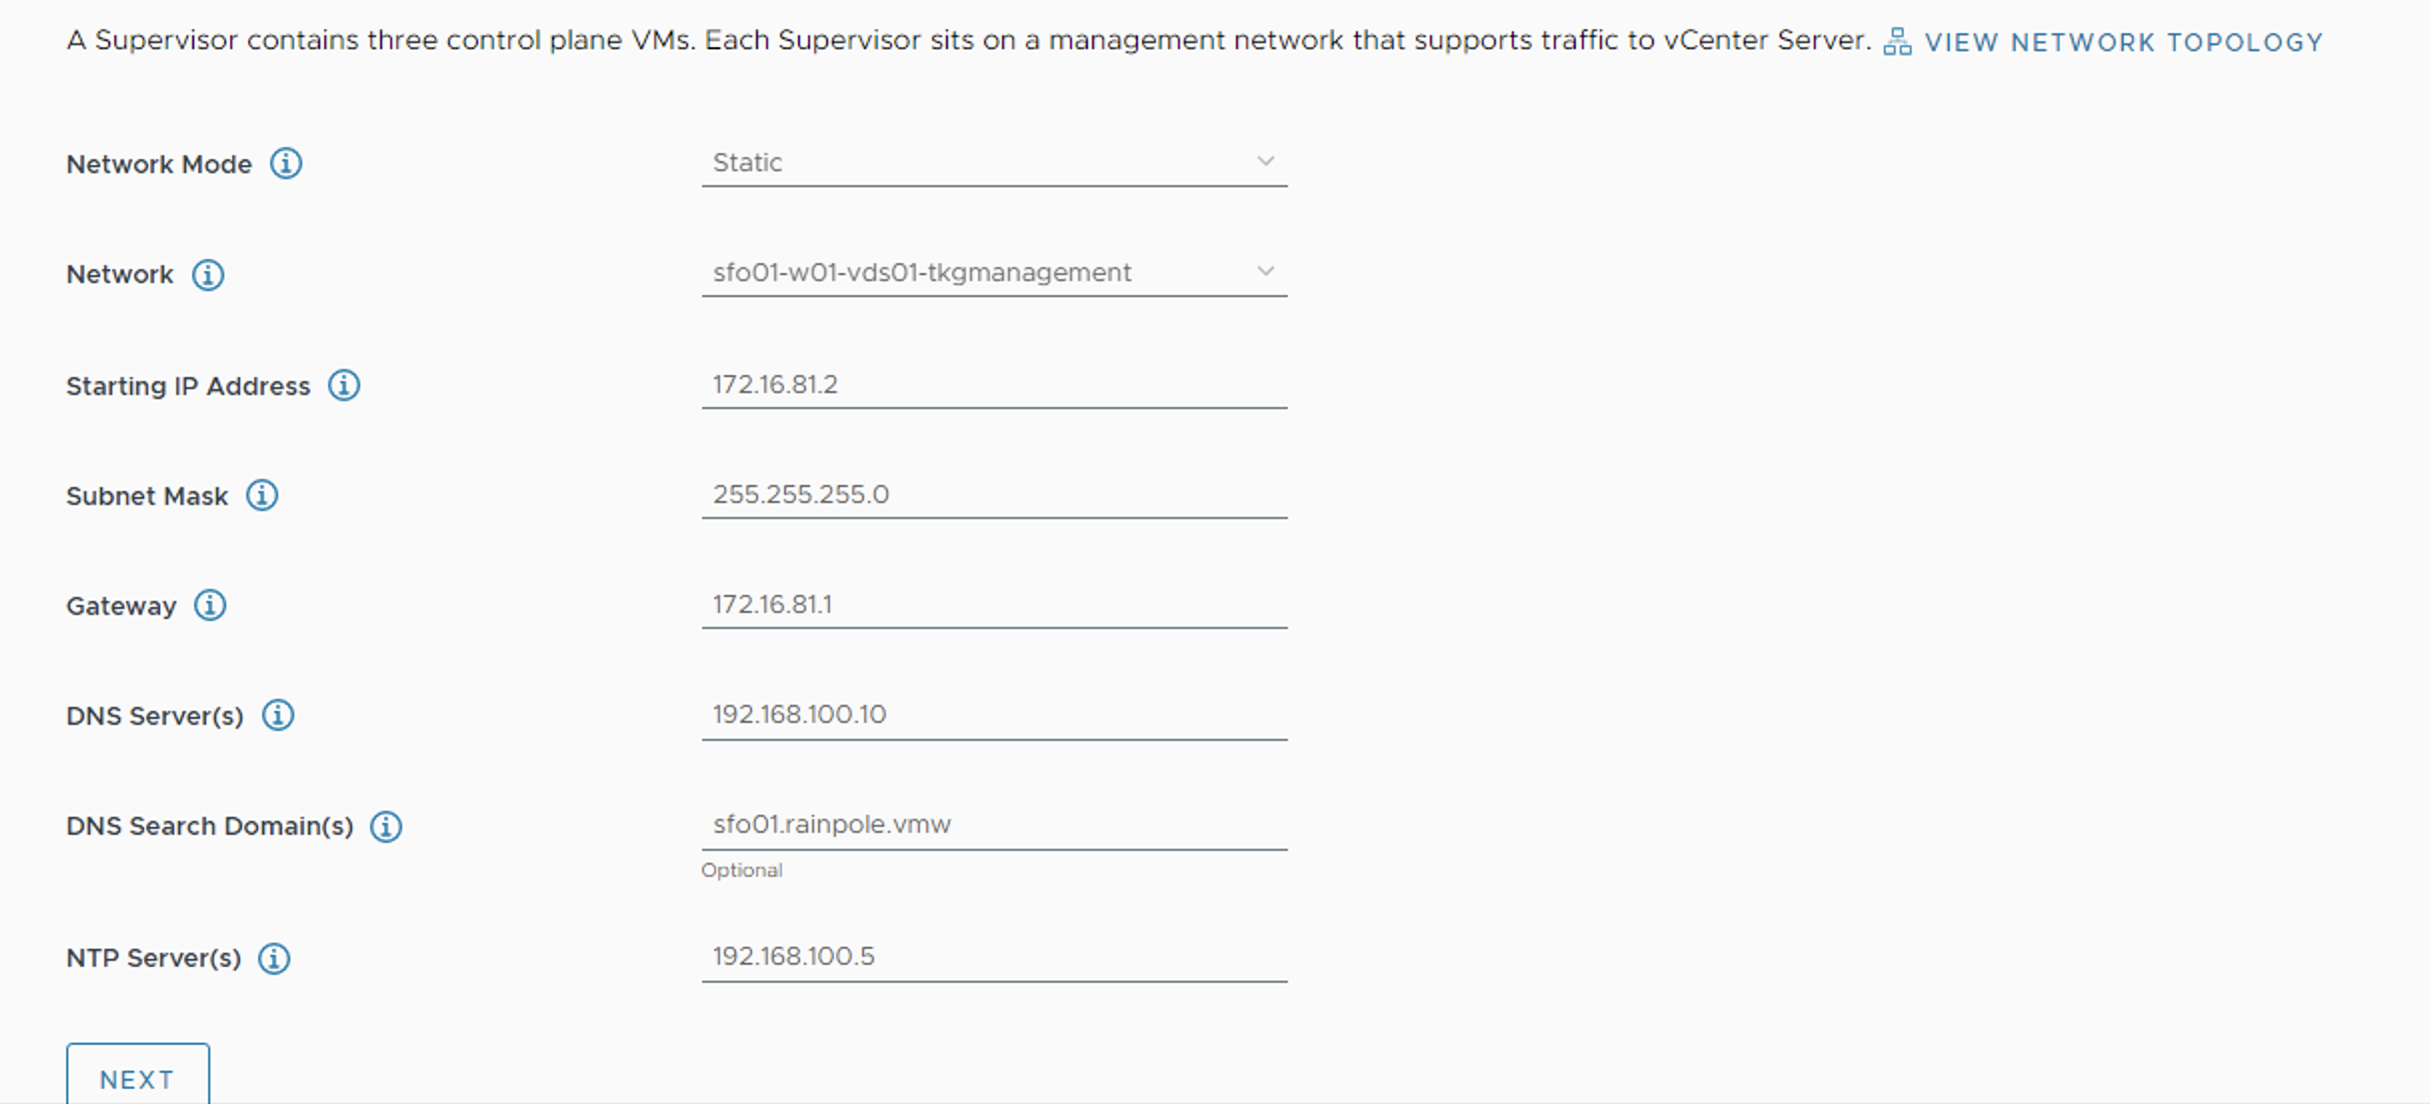 A Supervisor contains three control plane VMs. Each Supervisor sits on a management network that supports traffic to vCenter Server. VIEW NETWORK TOPOLOGY
Network Mode Static
Network sfo01-w01-vds01-tkgmanagement
Starting IP Address 172.16.81.2
Subnet Mask 255.255.255.0
Gateway 172.16.81.1
DNS Server(s) 192.168.100.10
DNS Search Domain(s) sfo01.rainpole.vmw
Optional
NTP Server(s) 192.168.100.5
NEXT